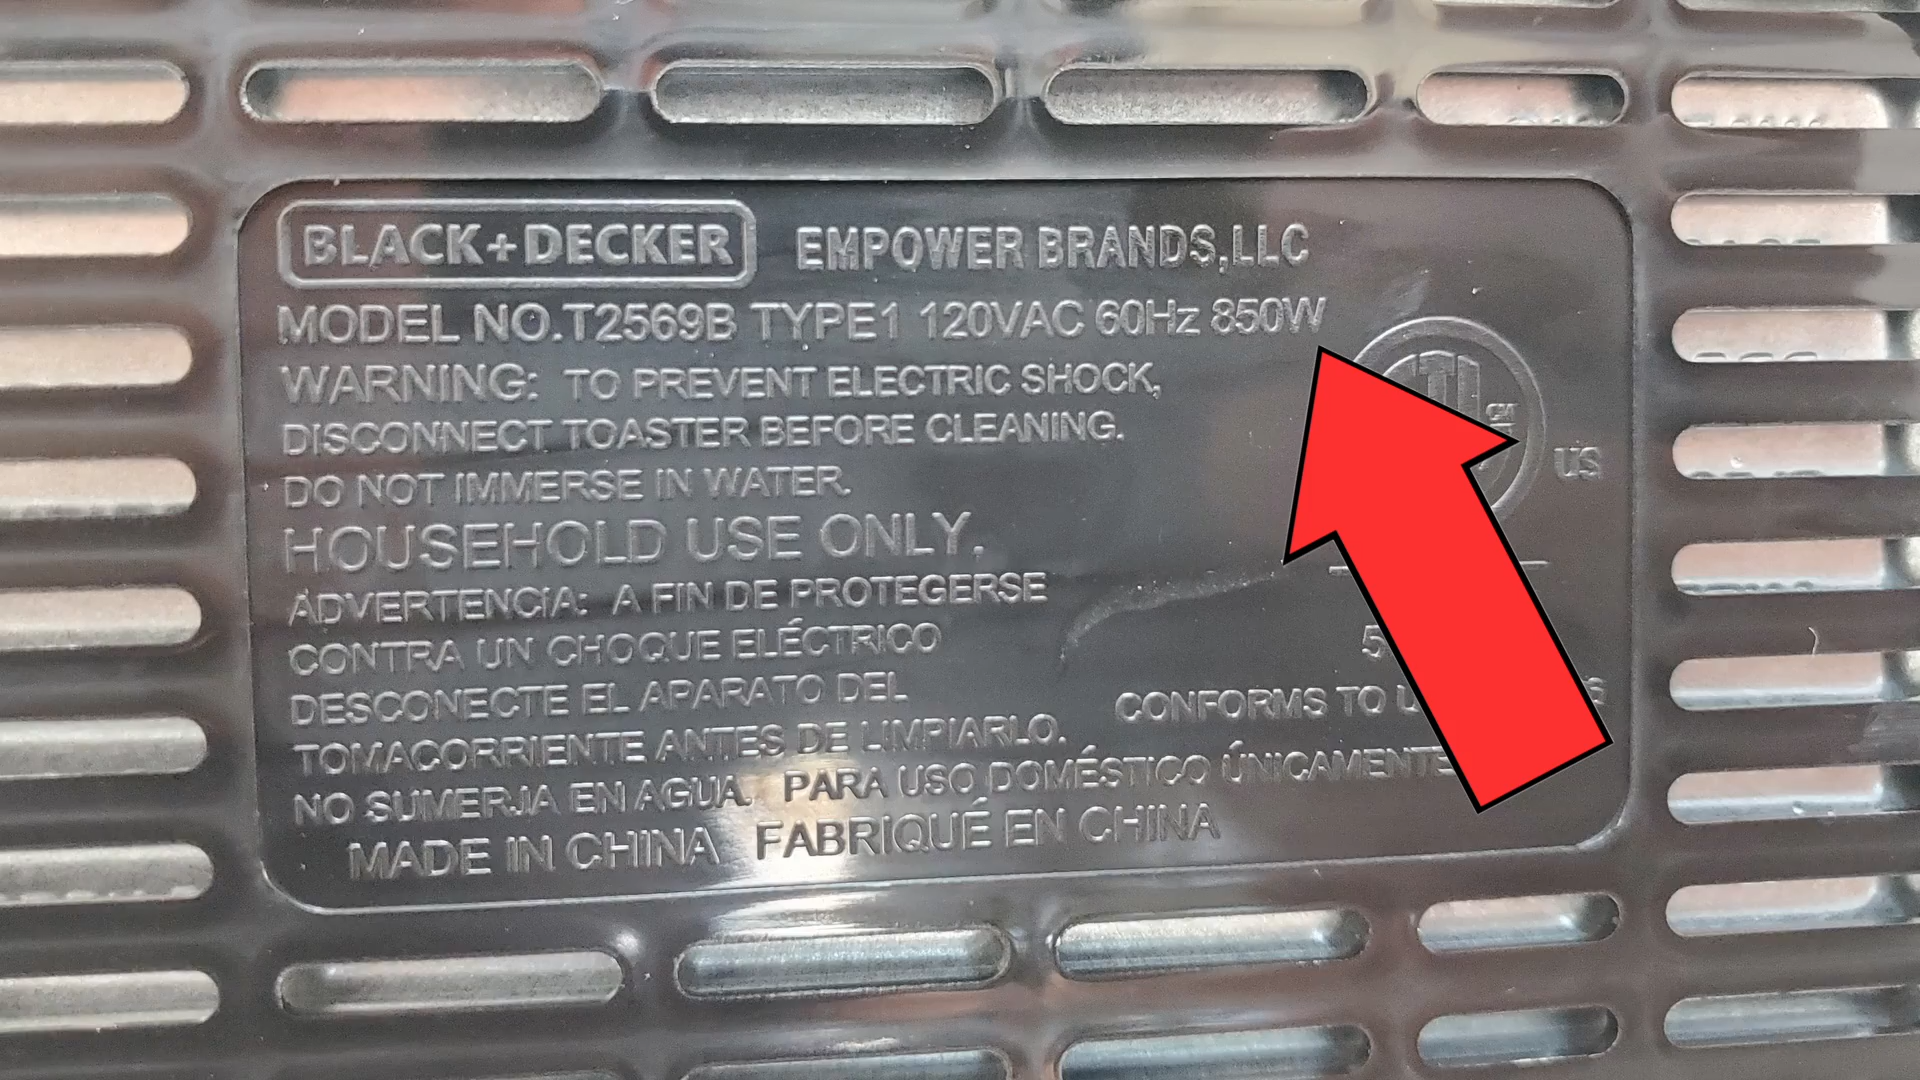 BLACK+DECKER EMPOWER BRANDS,LLC
MODEL NO.T2569B TYPE1 120VAC 60Hz 850W
WARNING: TO PREVENT ELECTRIC SHOCK,
DISCONNECT TOASTER BEFORE CLEANING.
DO NOT IMMERSE IN WATER.
HOUSEHOLD USE ONLY.
US
ADVERTENCIA: A FIN DE PROTEGERSE
CONTRA UN CHOQUE ELÉCTRICO
DESCONECTE EL APARATO DEL
TOMACORRIENTE ANTES DE LIMPIARLO.
CONFORMS TO
NO SUMERJA EN AGUA. PARA USO DOMÉSTICO ÚNICAMENTE
MADE IN CHINA FABRIQUÉ EN CHINA